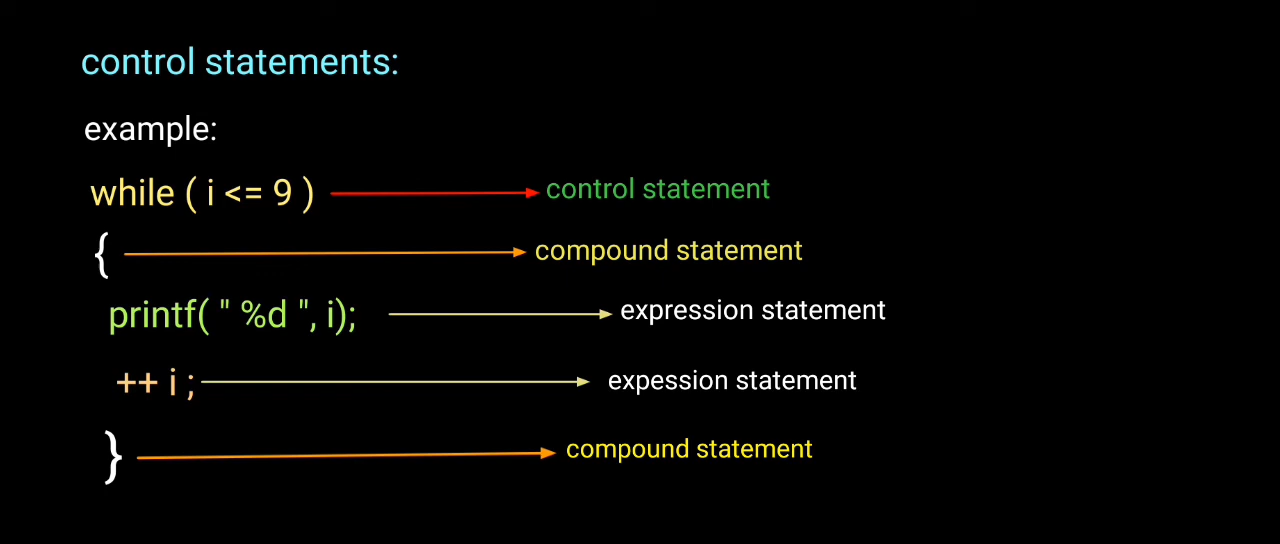 control statements:
example:
while ( i <= 9 ) control statement
{ compound statement
printf( " %d ", i); expression statement
++ i ; expession statement
} compound statement